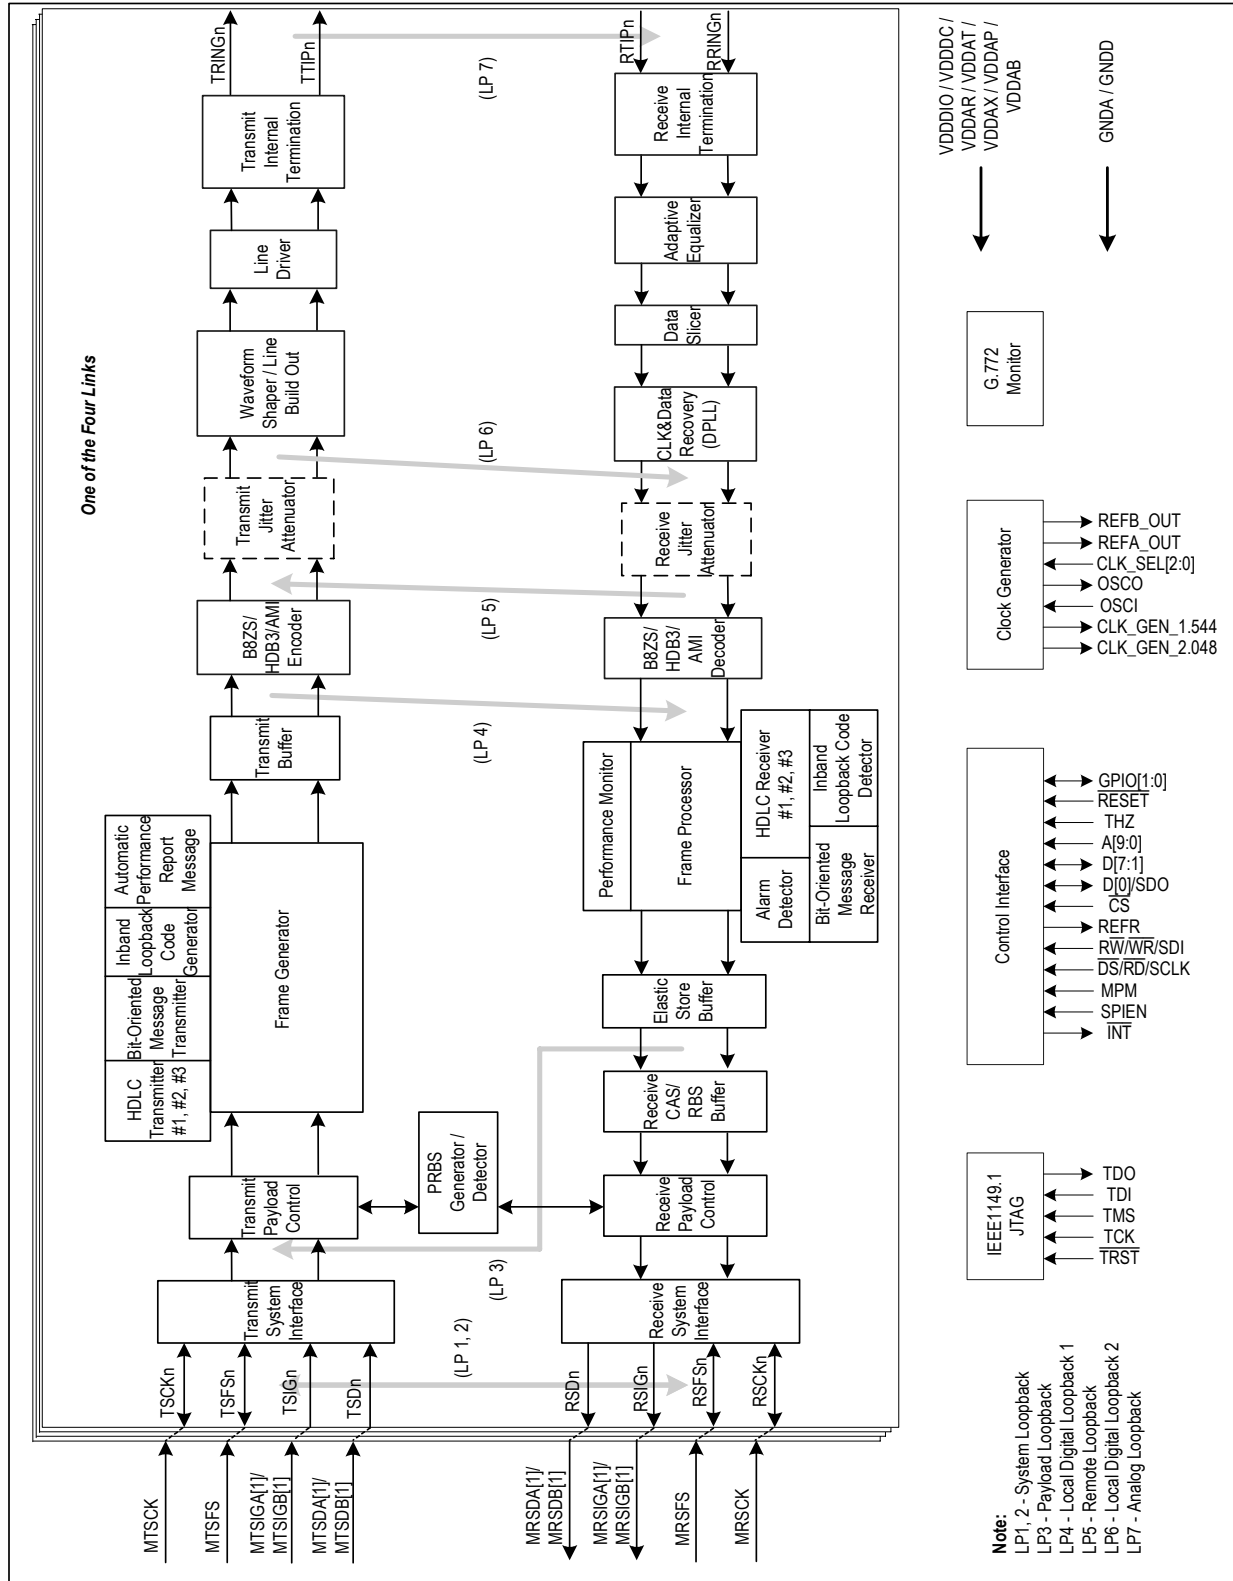 One of the Four Links
TRINGn
TTIPn
(LP 7)
RTIPn
RRINGn
Transmit
Internal
Termination
Receive
Internal
Termination
Line
Driver
Adaptive
Equalizer
Data
Slicer
Waveform
Shaper / Line
Build Out
CLK&Data
Recovery
(DPLL)
(LP 6)
Transmit
Jitter
Attenuator
Receive
Jitter
Attenuator
(LP 5)
B8ZS/
HDB3/AMI
Encoder
B8ZS/
HDB3/
AMI
Decoder
(LP 4)
Transmit
Buffer
Performance Monitor
Frame Processor
HDLC Receiver
#1, #2, #3
Inband
Loopback Code
Detector
Alarm
Detector
Bit-Oriented
Message
Receiver
Automatic
Performance
Report
Message
Inband
Loopback
Code
Generator
Bit-Oriented
Message
Transmitter
HDLC
Transmitter
#1, #2, #3
Frame Generator
Elastic
Store
Buffer
Receive
CAS/
RBS
Buffer
PRBS
Generator /
Detector
Transmit
Payload
Control
Receive
Payload
Control
(LP 3)
Transmit
System
Interface
Receive
System
Interface
(LP 1, 2)
TSCKn
TSFSn
TSIGn
TSDn
RSDn
RSIGn
RSFSn
RSCKn
MTSCK
MTSFS
MTSIGA[1]/
MTSIGB[1]
MTSDA[1]/
MTSDB[1]
MRSDA[1]/
MRSDB[1]
MRSIGA[1]/
MRSIGB[1]
MRSFS
MRSCK
VDDDIO / VDDDC /
VDDAR / VDDAT /
VDDAX / VDDAP /
VDDAB
GNDA / GNDD
G.772
Monitor
Clock Generator
REFB_OUT
REFA_OUT
CLK_SEL[2:0]
OSCO
OSCI
CLK_GEN_1.544
CLK_GEN_2.048
Control Interface
GPIO[1:0]
RESET
THZ
A[9:0]
D[7:1]
D[0]/SDO
CS
REFR
RW/WR/SDI
DS/RD/SCLK
MPM
SPIEN
INT
IEEE1149.1
JTAG
TDO
TDI
TMS
TCK
TRST
Note:
LP1, 2 - System Loopback
LP3 - Payload Loopback
LP4 - Local Digital Loopback 1
LP5 - Remote Loopback
LP6 - Local Digital Loopback 2
LP7 - Analog Loopback